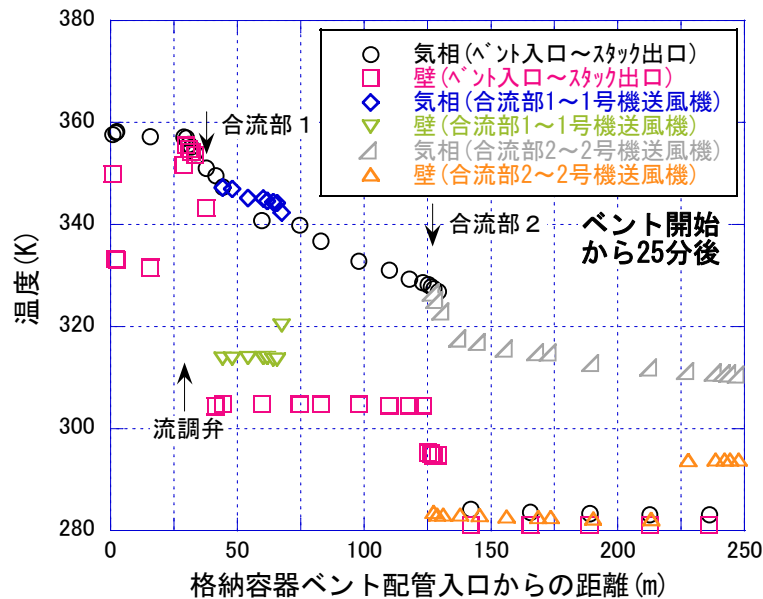 380
360
340
320
300
280
温度(K)
気相(ベント入口～スタック出口)
壁(ベント入口～スタック出口)
気相(合流部1～1号機送風機)
壁(合流部1～1号機送風機)
気相(合流部2～2号機送風機)
壁(合流部2～2号機送風機)
合流部１
合流部２
ベント開始
から25分後
流調弁
0
50
100
150
200
250
格納容器ベント配管入口からの距離(m)